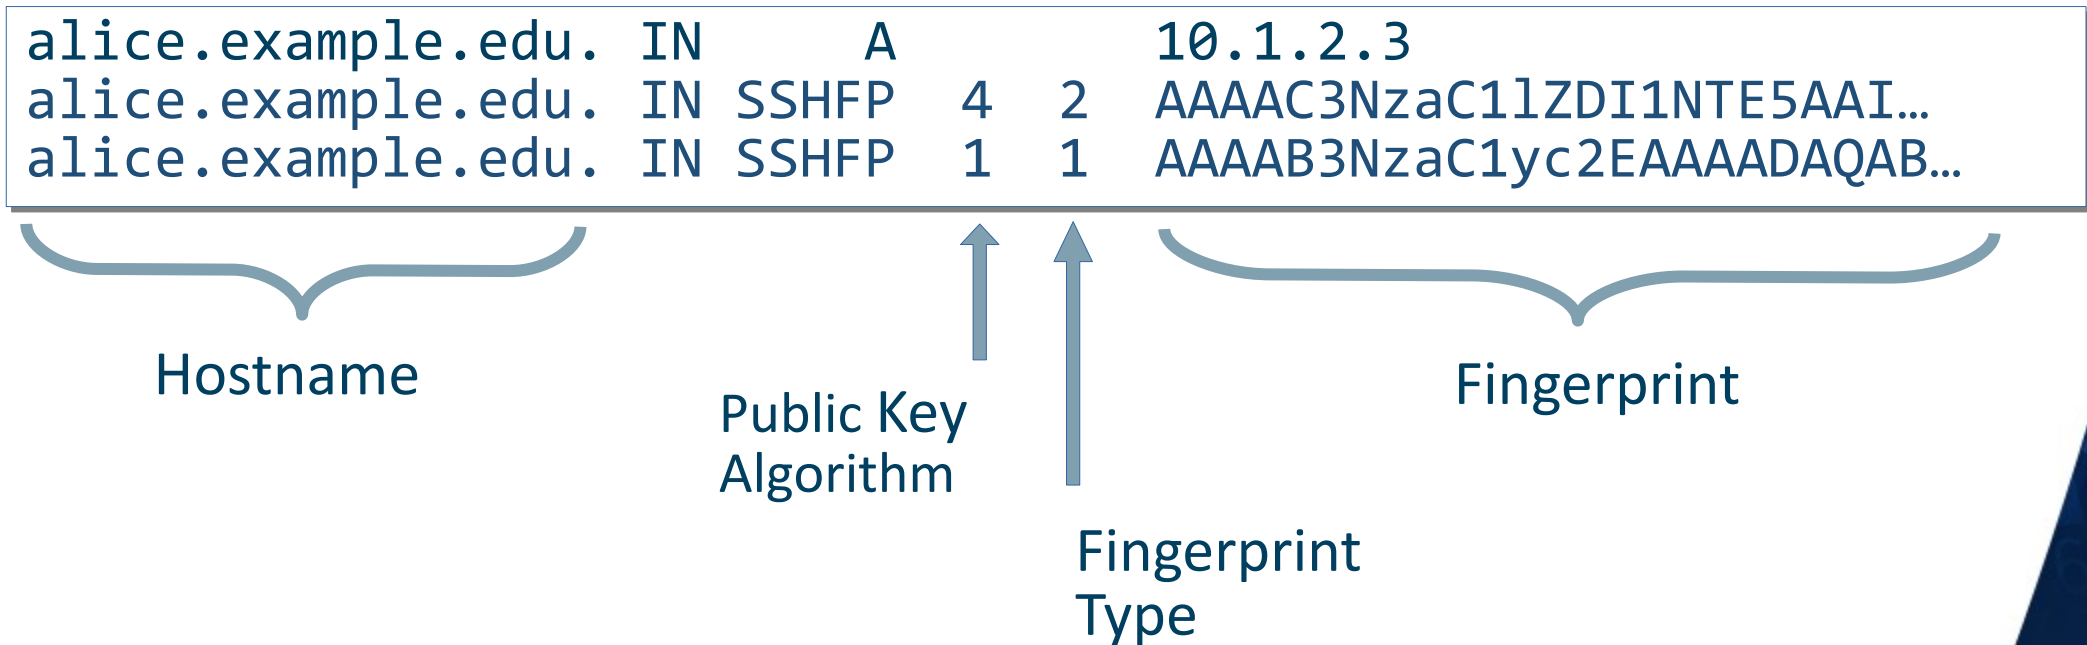 alice.example.edu. IN A 10.1.2.3
alice.example.edu. IN SSHFP 4 2 AAAAC3NzaC1lZDI1NTE5AAI…
alice.example.edu. IN SSHFP 1 1 AAAAB3NzaC1yc2EAAAADAQAB…
Hostname
Public Key
Algorithm
Fingerprint
Type
Fingerprint